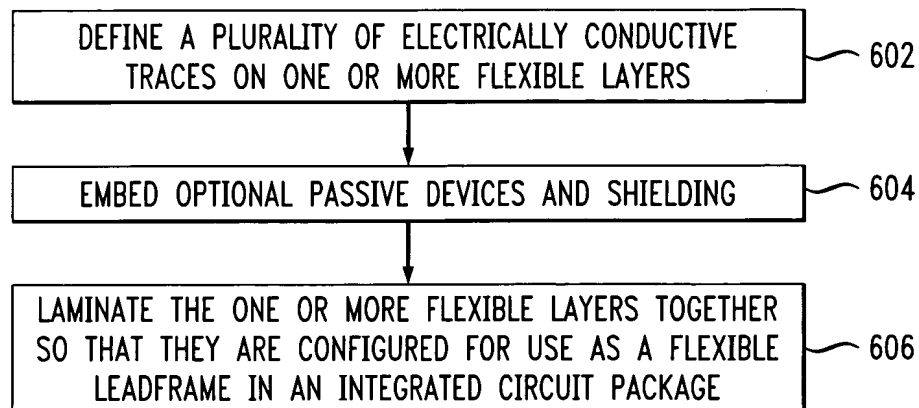 DEFINE A PLURALITY OF ELECTRICALLY CONDUCTIVE
TRACES ON ONE OR MORE FLEXIBLE LAYERS
602
EMBED OPTIONAL PASSIVE DEVICES AND SHIELDING
604
LAMINATE THE ONE OR MORE FLEXIBLE LAYERS TOGETHER
SO THAT THEY ARE CONFIGURED FOR USE AS A FLEXIBLE
LEADFRAME IN AN INTEGRATED CIRCUIT PACKAGE
606